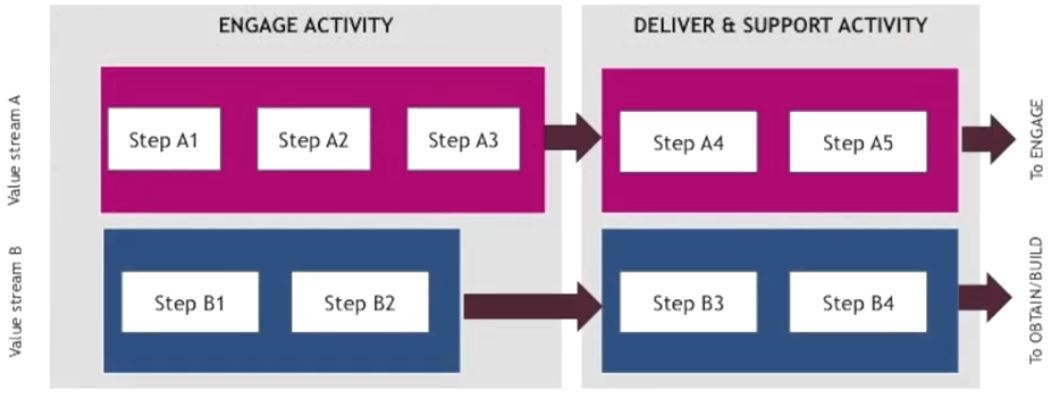 ENGAGE ACTIVITY
DELIVER & SUPPORT ACTIVITY
Value stream A
Step A1
Step A2
Step A3
Step A4
Step A5
To ENGAGE
Value stream B
Step B1
Step B2
Step B3
Step B4
To OBTAIN/BUILD